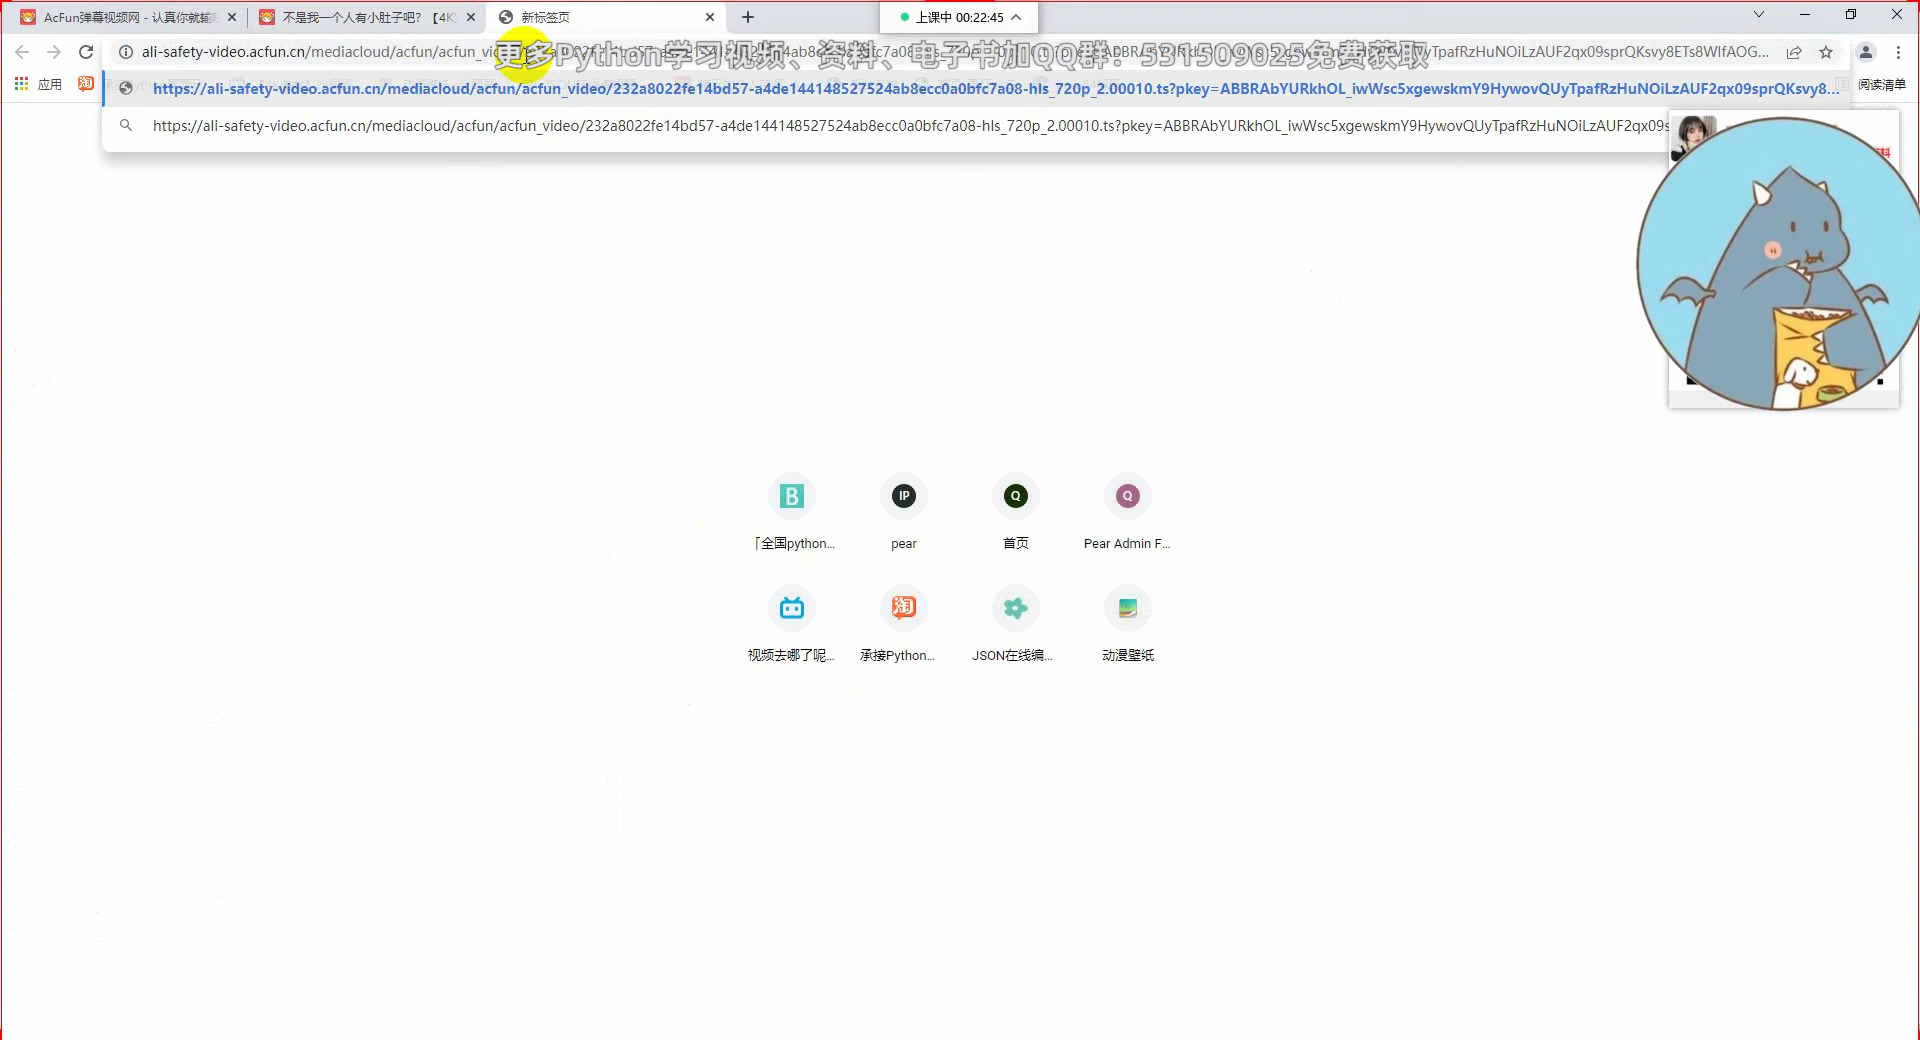 AcFun弹幕视频网 - 认真你就输
不是我一个人有小肚子吧？【4K
新标签页
上课中 00:22:45
ali-safety-video.acfun.cn/mediacloud/acfun/acfun_vi
更多Python学习视频、资料、电子书加QQ群：531509025免费获取
yTpafRzHuNOiLzAUF2qx09sprQKsvy8ETs8WIfAOG...
应用
阅读清单
https://ali-safety-video.acfun.cn/mediacloud/acfun/acfun_video/232a8022fe14bd57-a4de144148527524ab8ecc0a0bfc7a08-hls_720p_2.00010.ts?pkey=ABBRAbYURkhOL_iwWsc5xgewskmY9HywovQUyTpafRzHuNOiLzAUF2qx09sprQKsvy8...
https://ali-safety-video.acfun.cn/mediacloud/acfun/acfun_video/232a8022fe14bd57-a4de144148527524ab8ecc0a0bfc7a08-hls_720p_2.00010.ts?pkey=ABBRAbYURkhOL_iwWsc5xgewskmY9HywovQUyTpafRzHuNOiLzAUF2qx09s
B
IP
Q
Q
「全国python...
pear
首页
Pear Admin F...
淘
视频去哪了呢...
承接Python...
JSON在线编...
动漫壁纸